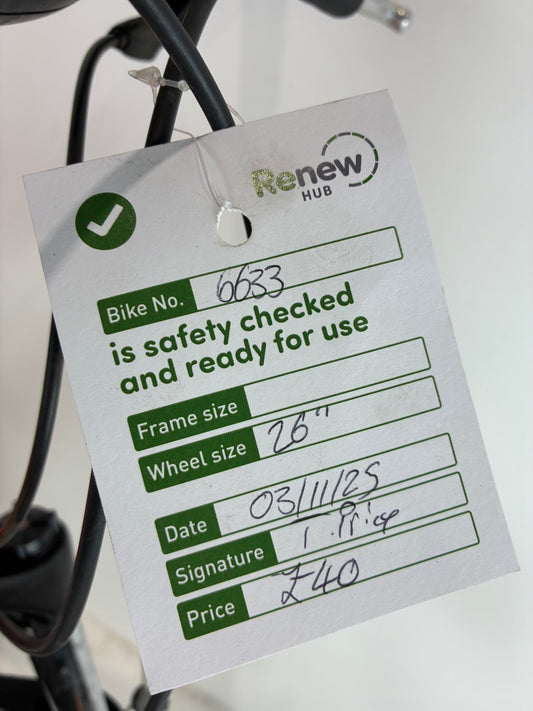 Renew
HUB
Bike No. 6633
is safety checked
and ready for use
Frame size
Wheel size 26"
Date 03/11/25
Signature T. Price
Price £40